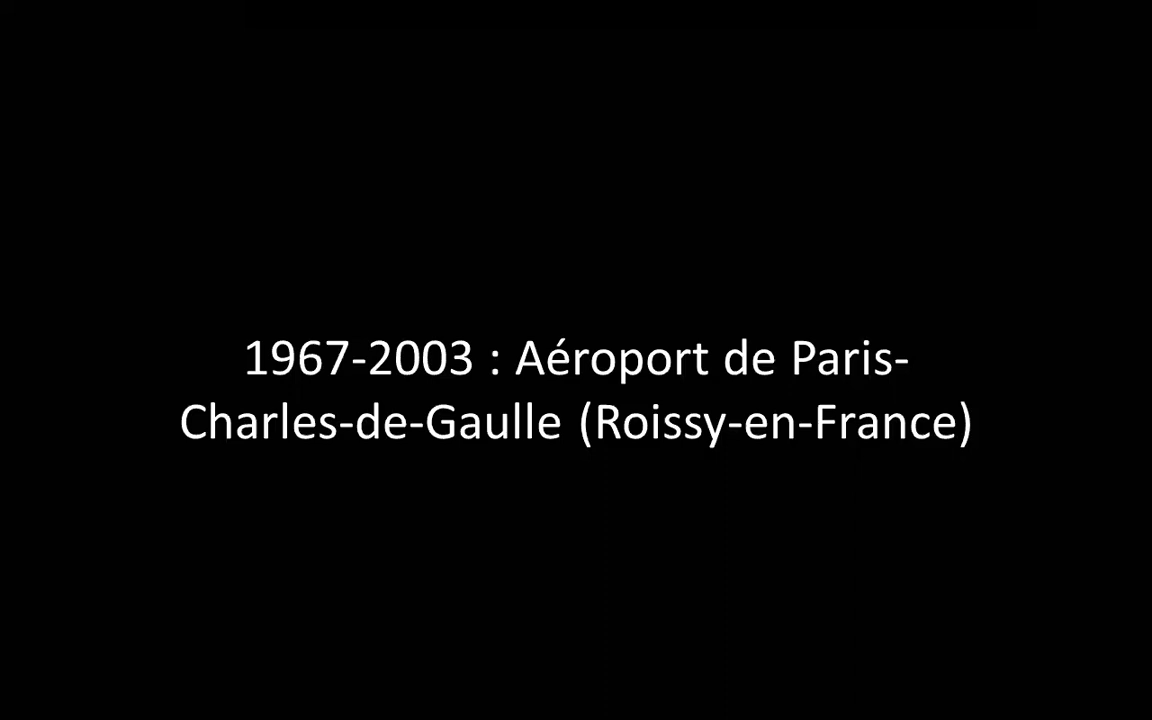 1967-2003 : Aéroport de Paris-
Charles-de-Gaulle (Roissy-en-France)